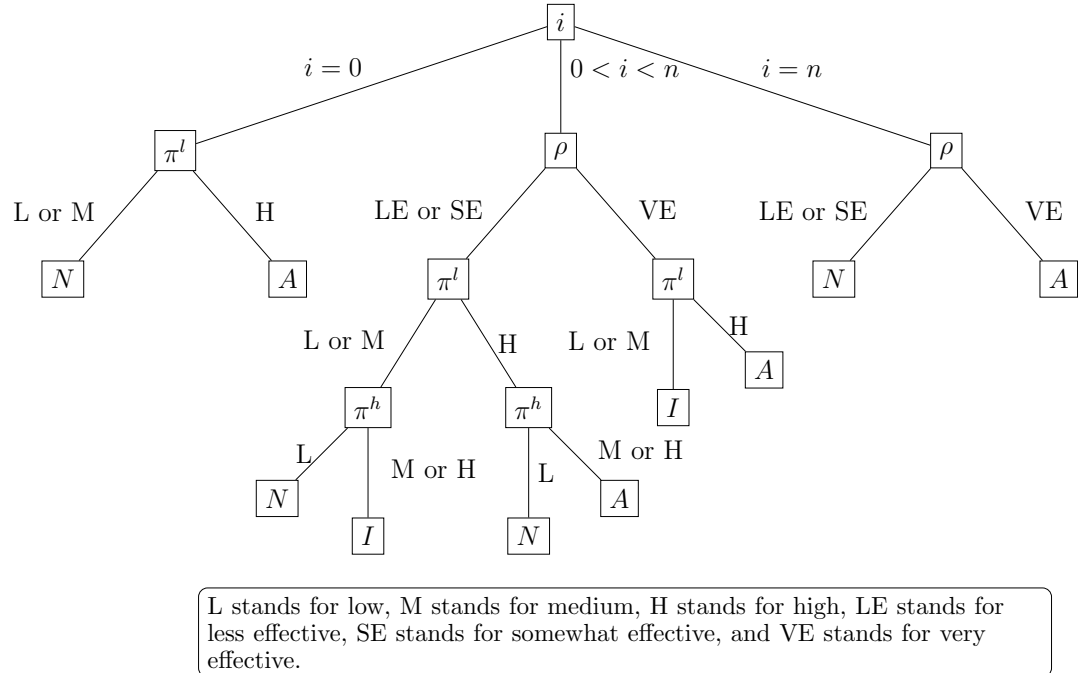 i
i = 0
0 < i < n
i = n
π^l
ρ
ρ
L or M
H
LE or SE
VE
LE or SE
VE
N
A
π^l
π^l
N
A
L or M
H
L or M
H
A
π^h
π^h
I
L
M or H
L
M or H
N
A
I
N
L stands for low, M stands for medium, H stands for high, LE stands for
less effective, SE stands for somewhat effective, and VE stands for very
effective.